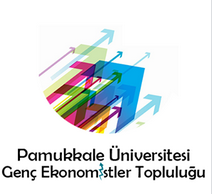 Pamukkale Üniversitesi
Genç Ekonomistler Topluluğu